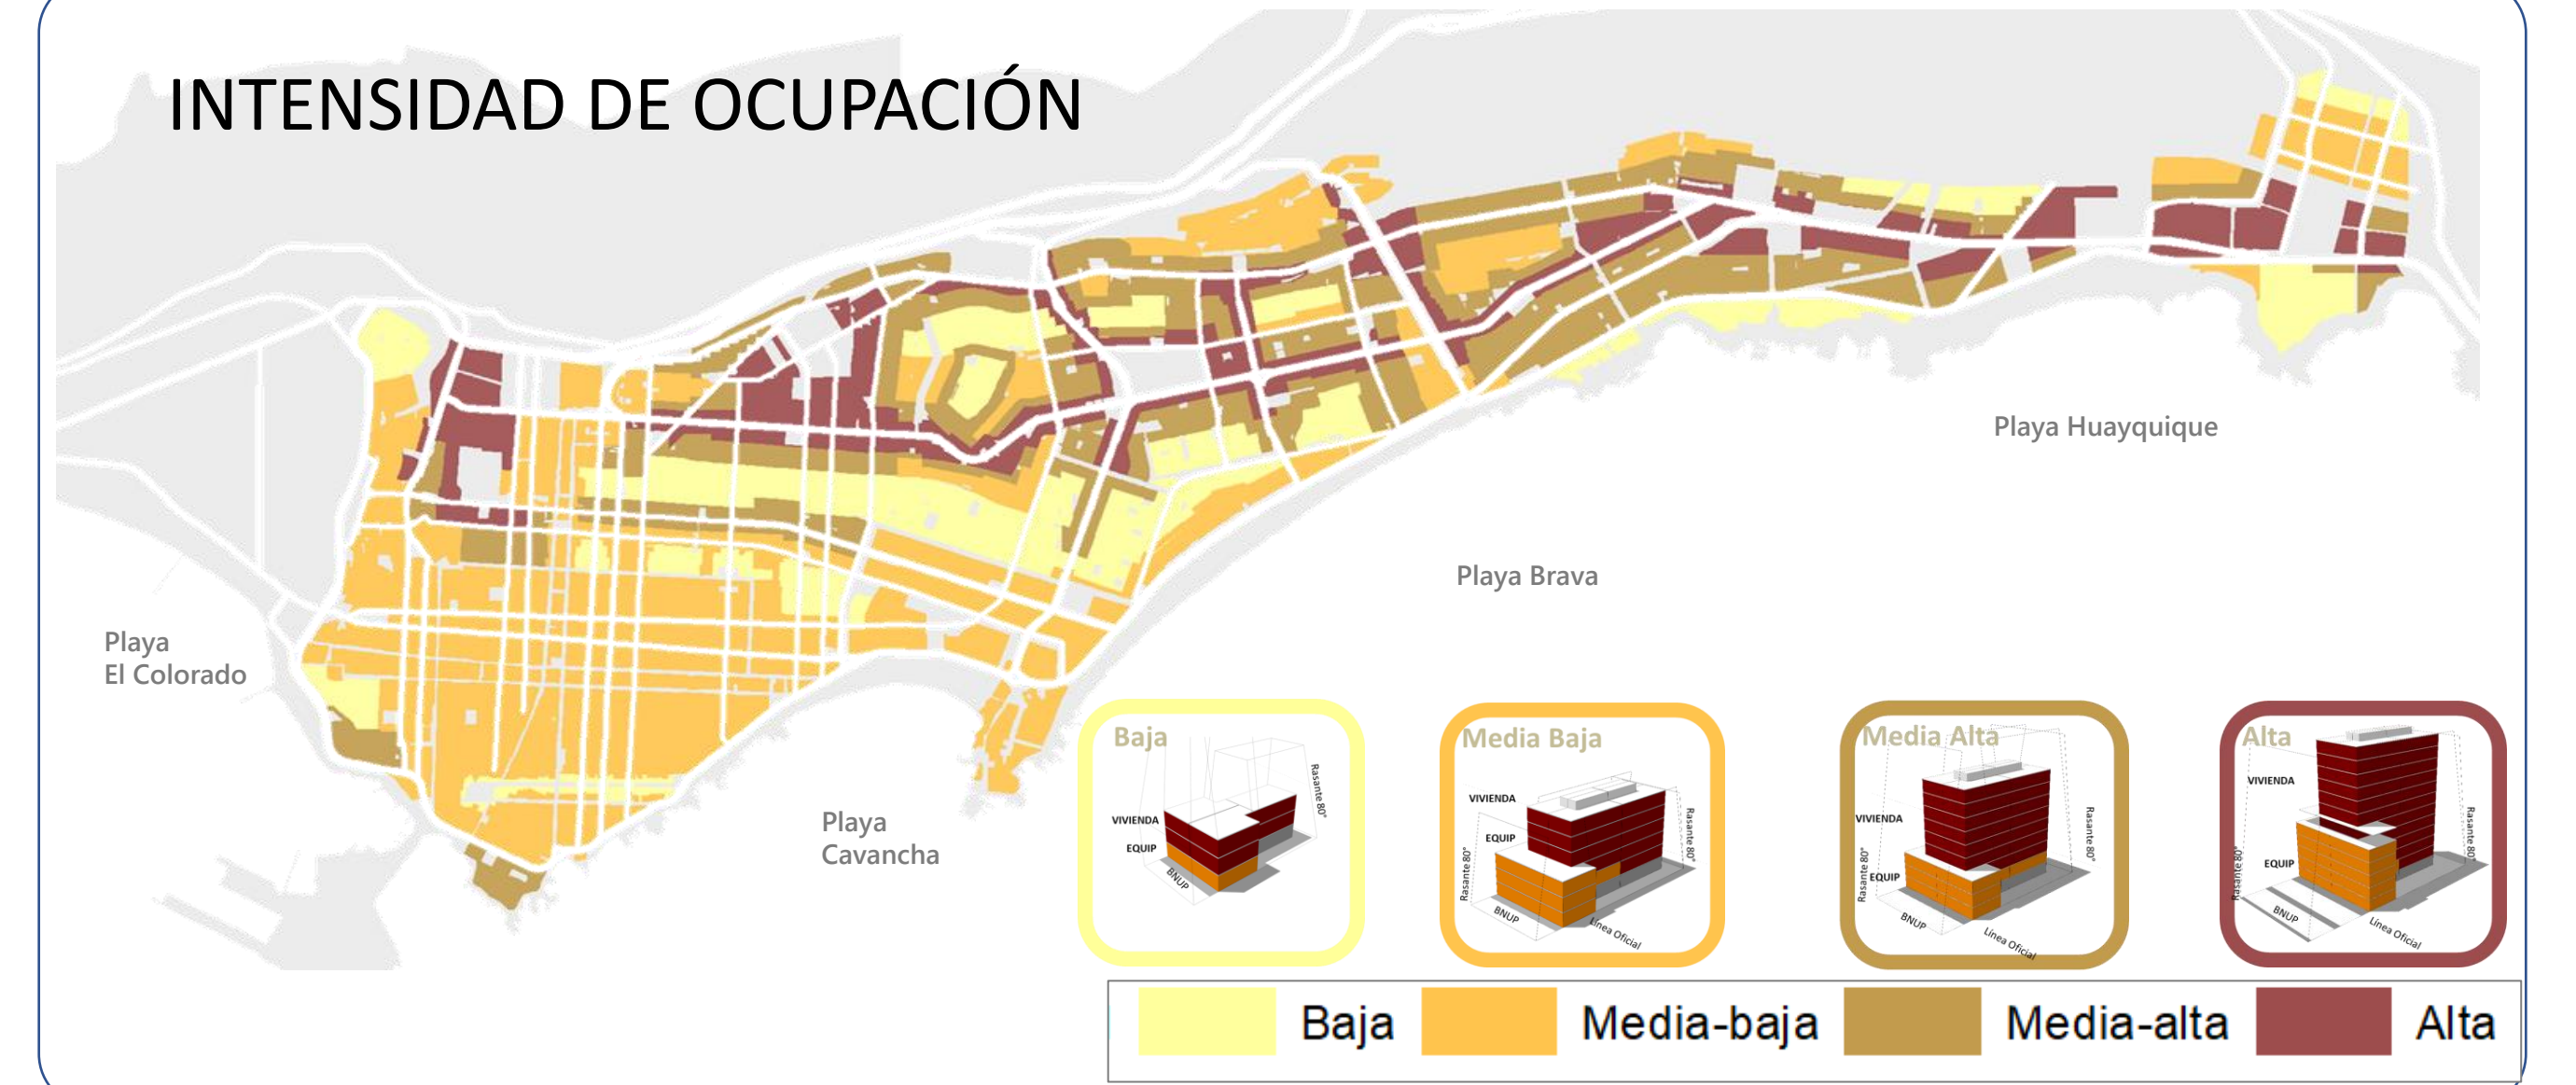 INTENSIDAD DE OCUPACIÓN
Playa Huayquique
Playa Brava
Playa
El Colorado
Playa
Cavancha
Baja
VIVIENDA
EQUIP
BNUP
Rasante 80°
Media Baja
VIVIENDA
EQUIP
Rasante 80°
BNUP
Línea Oficial
Rasante 80°
Media Alta
VIVIENDA
EQUIP
Rasante 80°
BNUP
Línea Oficial
Rasante 80°
Alta
VIVIENDA
EQUIP
Rasante 80°
BNUP
Línea Oficial
Rasante 80°
Baja
Media-baja
Media-alta
Alta